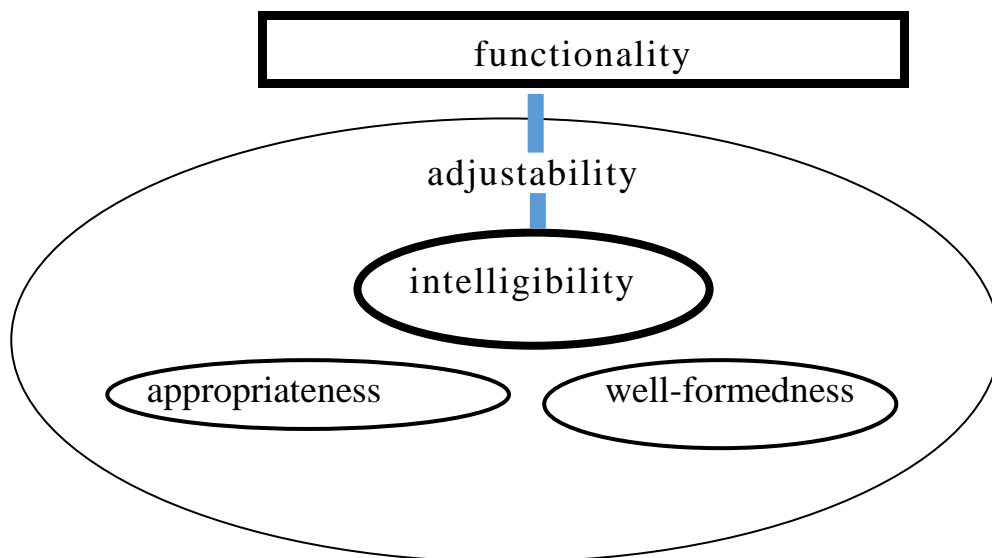 functionality
adjustability
intelligibility
appropriateness
well-formedness